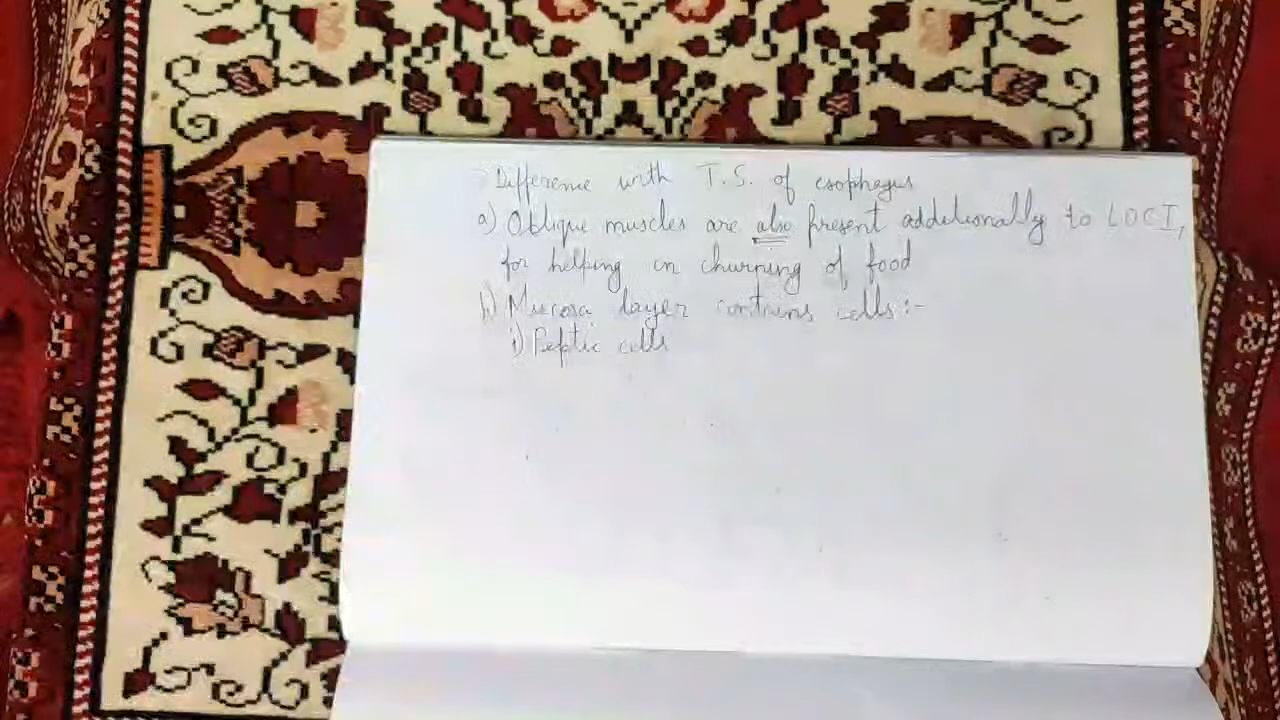 Difference with T.S. of esophagus
a) Oblique muscles are also present additionally to LOCI,
for helping in churning of food
b) Mucosa layer contains cells:-
i) Peptic cells